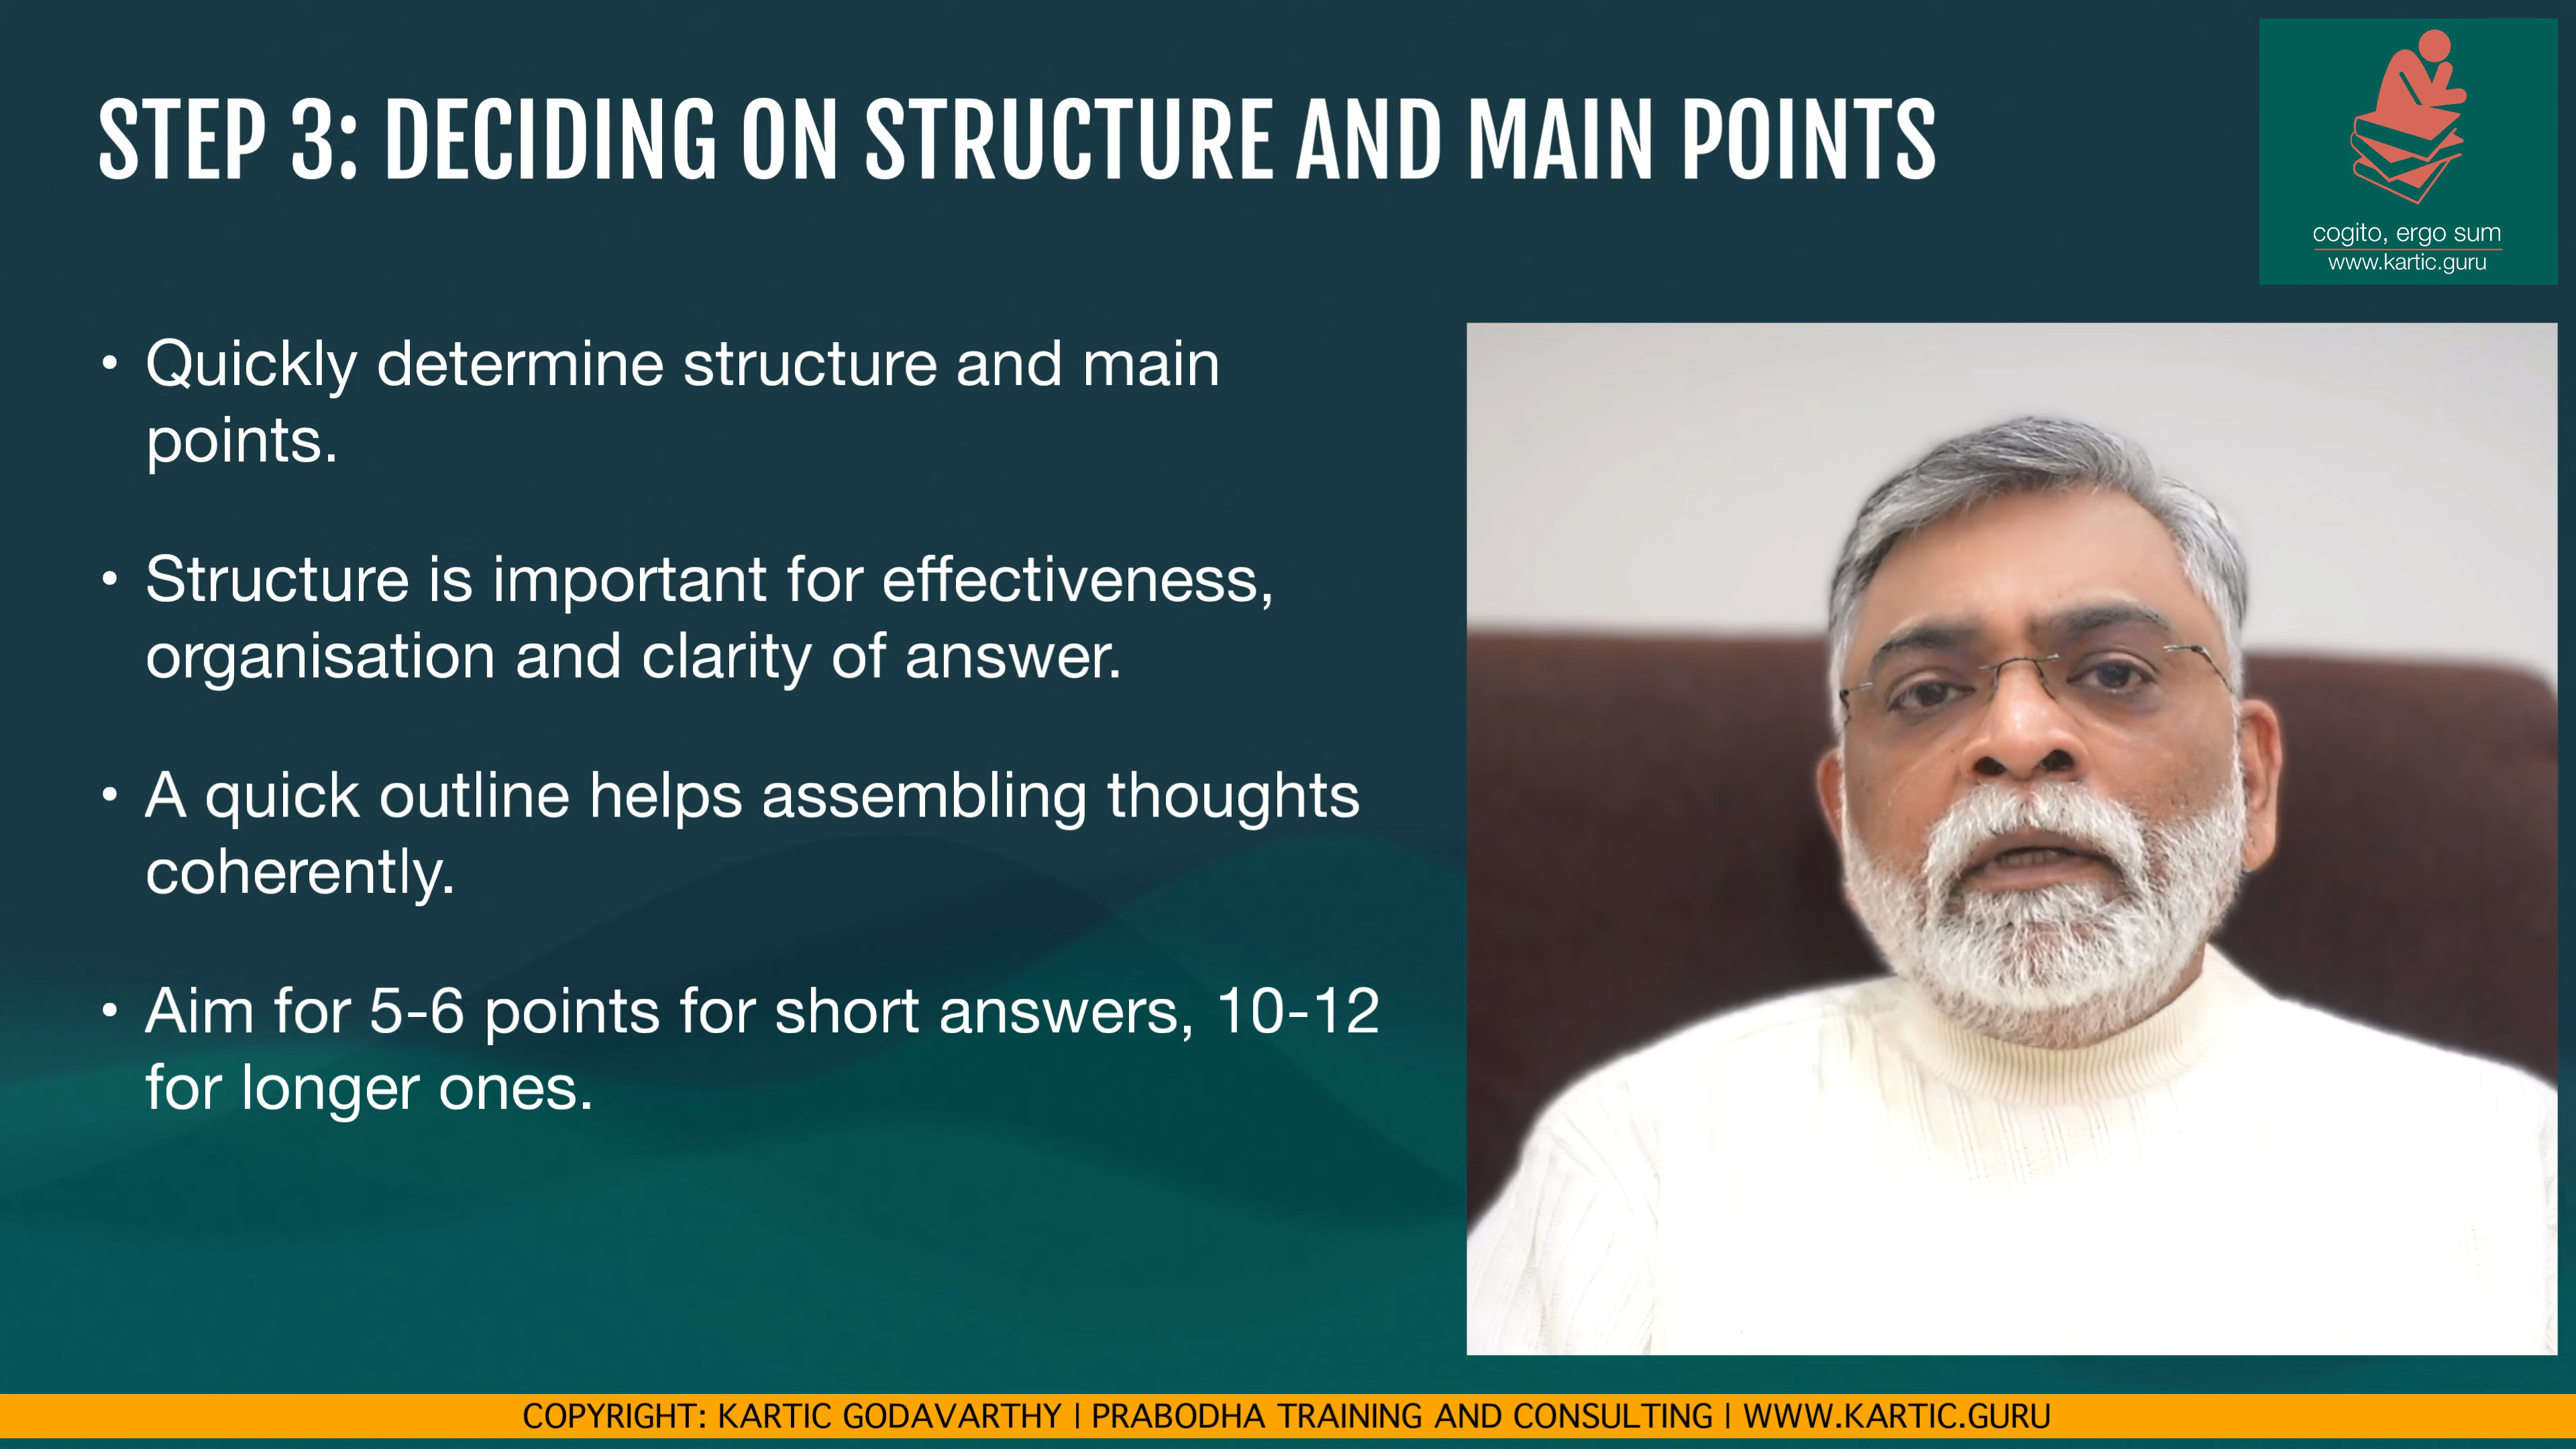 STEP 3: DECIDING ON STRUCTURE AND MAIN POINTS
cogito, ergo sum
www.kartic.guru
• Quickly determine structure and main
points.
• Structure is important for effectiveness,
organisation and clarity of answer.
• A quick outline helps assembling thoughts
coherently.
• Aim for 5-6 points for short answers, 10-12
for longer ones.
COPYRIGHT: KARTIC GODAVARTHY | PRABODHA TRAINING AND CONSULTING | WWW.KARTIC.GURU